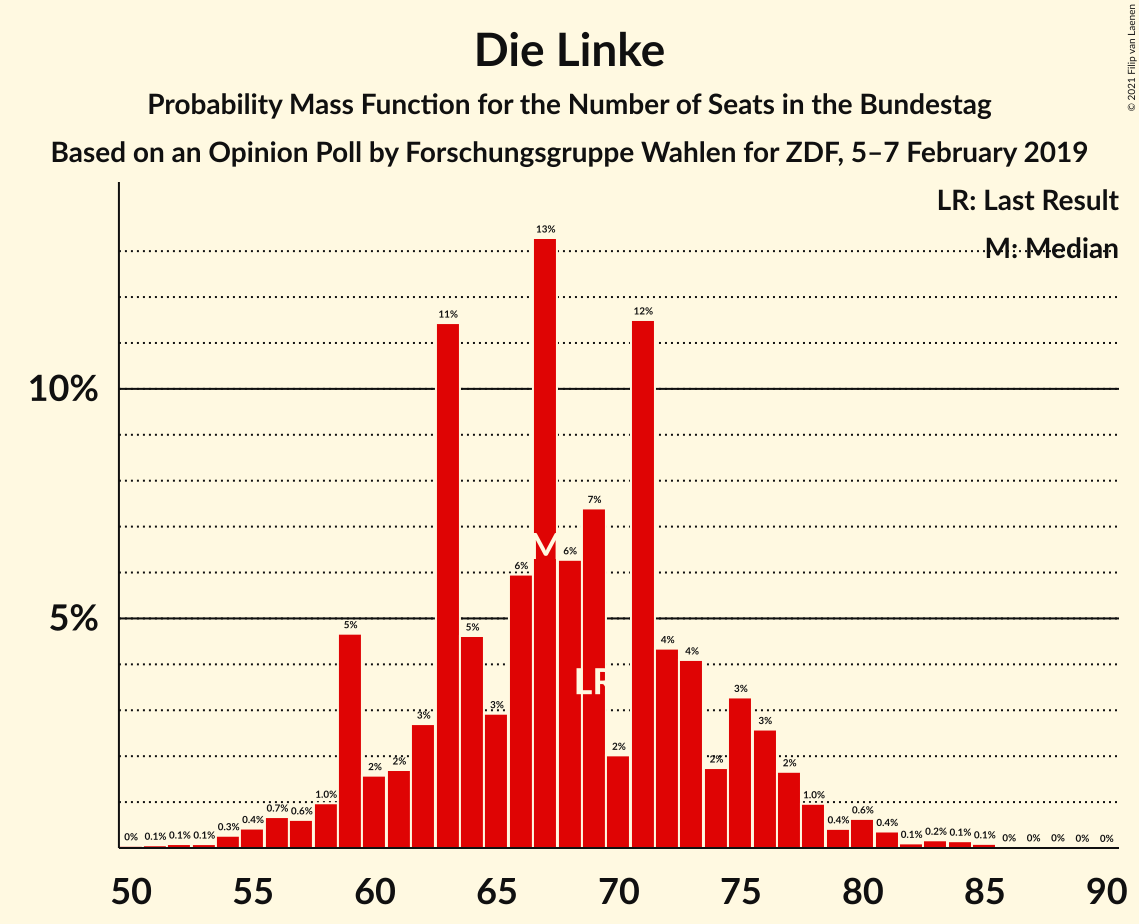 Die Linke
Probability Mass Function for the Number of Seats in the Bundestag
Based on an Opinion Poll by Forschungsgruppe Wahlen for ZDF, 5–7 February 2019
© 2021 Filip van Laenen
LR: Last Result
M: Median
10%
5%
0% 0.1% 0.1% 0.1% 0.3% 0.4% 0.7% 0.6% 1.0% 5% 2% 2% 3% 11% 5% 3% 6% 13% 6% 7% 2% 12% 4% 4% 2% 3% 3% 2% 1.0% 0.4% 0.6% 0.4% 0.1% 0.2% 0.1% 0.1% 0% 0% 0% 0% 0%
M
LR
50 55 60 65 70 75 80 85 90